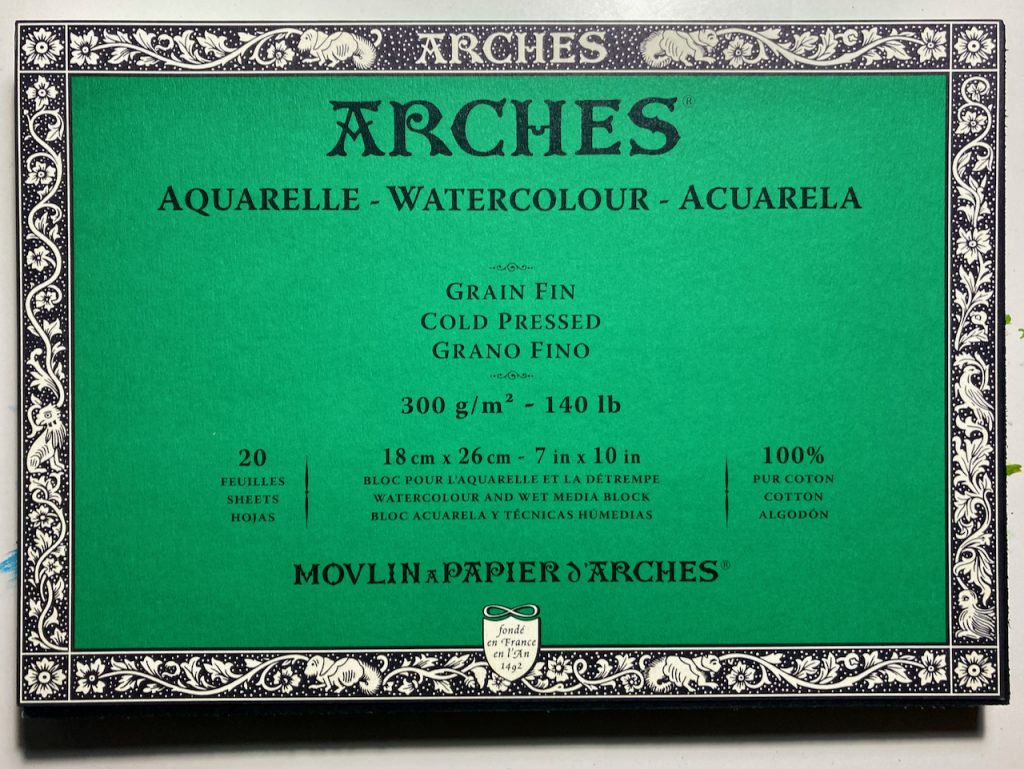 ARCHES
ARCHES®
AQUARELLE - WATERCOLOUR - ACUARELA
GRAIN FIN
COLD PRESSED
GRANO FINO
300 g/m² - 140 lb
20
FEUILLES
SHEETS
HOJAS
18 cm x 26 cm - 7 in x 10 in
BLOC POUR L'AQUARELLE ET LA DÉTREMPE
WATERCOLOUR AND WET MEDIA BLOCK
BLOC ACUARELA Y TÉCNICAS HÚMEDIAS
100%
PUR COTON
COTTON
ALGODÓN
MOVLIN A PAPIER d'ARCHES®
fondé
en France
en l'An
1492